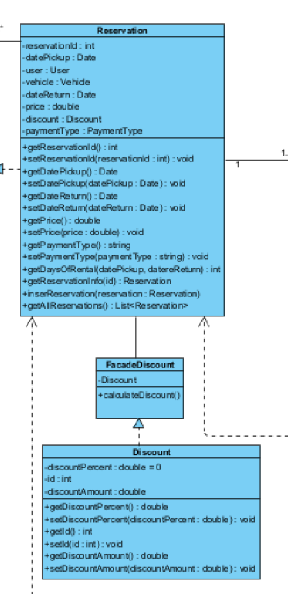 Reservation
-reservationId : int
-datePickup : Date
-user : User
-vehicle : Vehicle
-dateReturn : Date
-price : double
-discount : Discount
-paymentType : PaymentType
+getReservationId() : int
+setReservationId(reservationId : int) : void
+getDatePickup() : Date
+setDatePickup(datePickup : Date) : void
+getDateReturn() : Date
+setDateReturn(dateReturn : Date) : void
+getPrice() : double
+setPrice(price : double) : void
+getPaymentType() : string
+setPaymentType(paymentType : string) : void
+getDaysOfRental(datePickup, datereReturn) : int
+getReservationInfo(id) : Reservation
+inserReservation(reservation : Reservation)
+getAllReservations() : List<Reservation>
1
1..
FacadeDiscount
-Discount
+calculateDiscount()
Discount
-discountPercent : double = 0
-id : int
-discountAmount : double
+getDiscountPercent() : double
+setDiscountPercent(discountPercent : double) : void
+getId() : int
+setId(id : int) : void
+getDiscountAmount() : double
+setDiscountAmount(discountAmount : double) : void